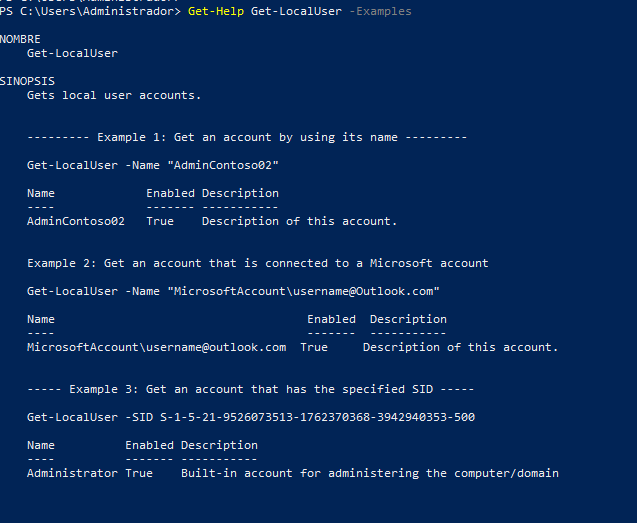 PS C:\Users\Administrador> Get-Help Get-LocalUser -Examples
NOMBRE
Get-LocalUser
SINOPSIS
Gets local user accounts.
--------- Example 1: Get an account by using its name ---------
Get-LocalUser -Name "AdminContoso02"
Name Enabled Description
---- ------- -----------
AdminContoso02 True Description of this account.
Example 2: Get an account that is connected to a Microsoft account
Get-LocalUser -Name "MicrosoftAccount\username@Outlook.com"
Name Enabled Description
---- ------- -----------
MicrosoftAccount\username@outlook.com True Description of this account.
----- Example 3: Get an account that has the specified SID -----
Get-LocalUser -SID S-1-5-21-9526073513-1762370368-3942940353-500
Name Enabled Description
---- ------- -----------
Administrator True Built-in account for administering the computer/domain